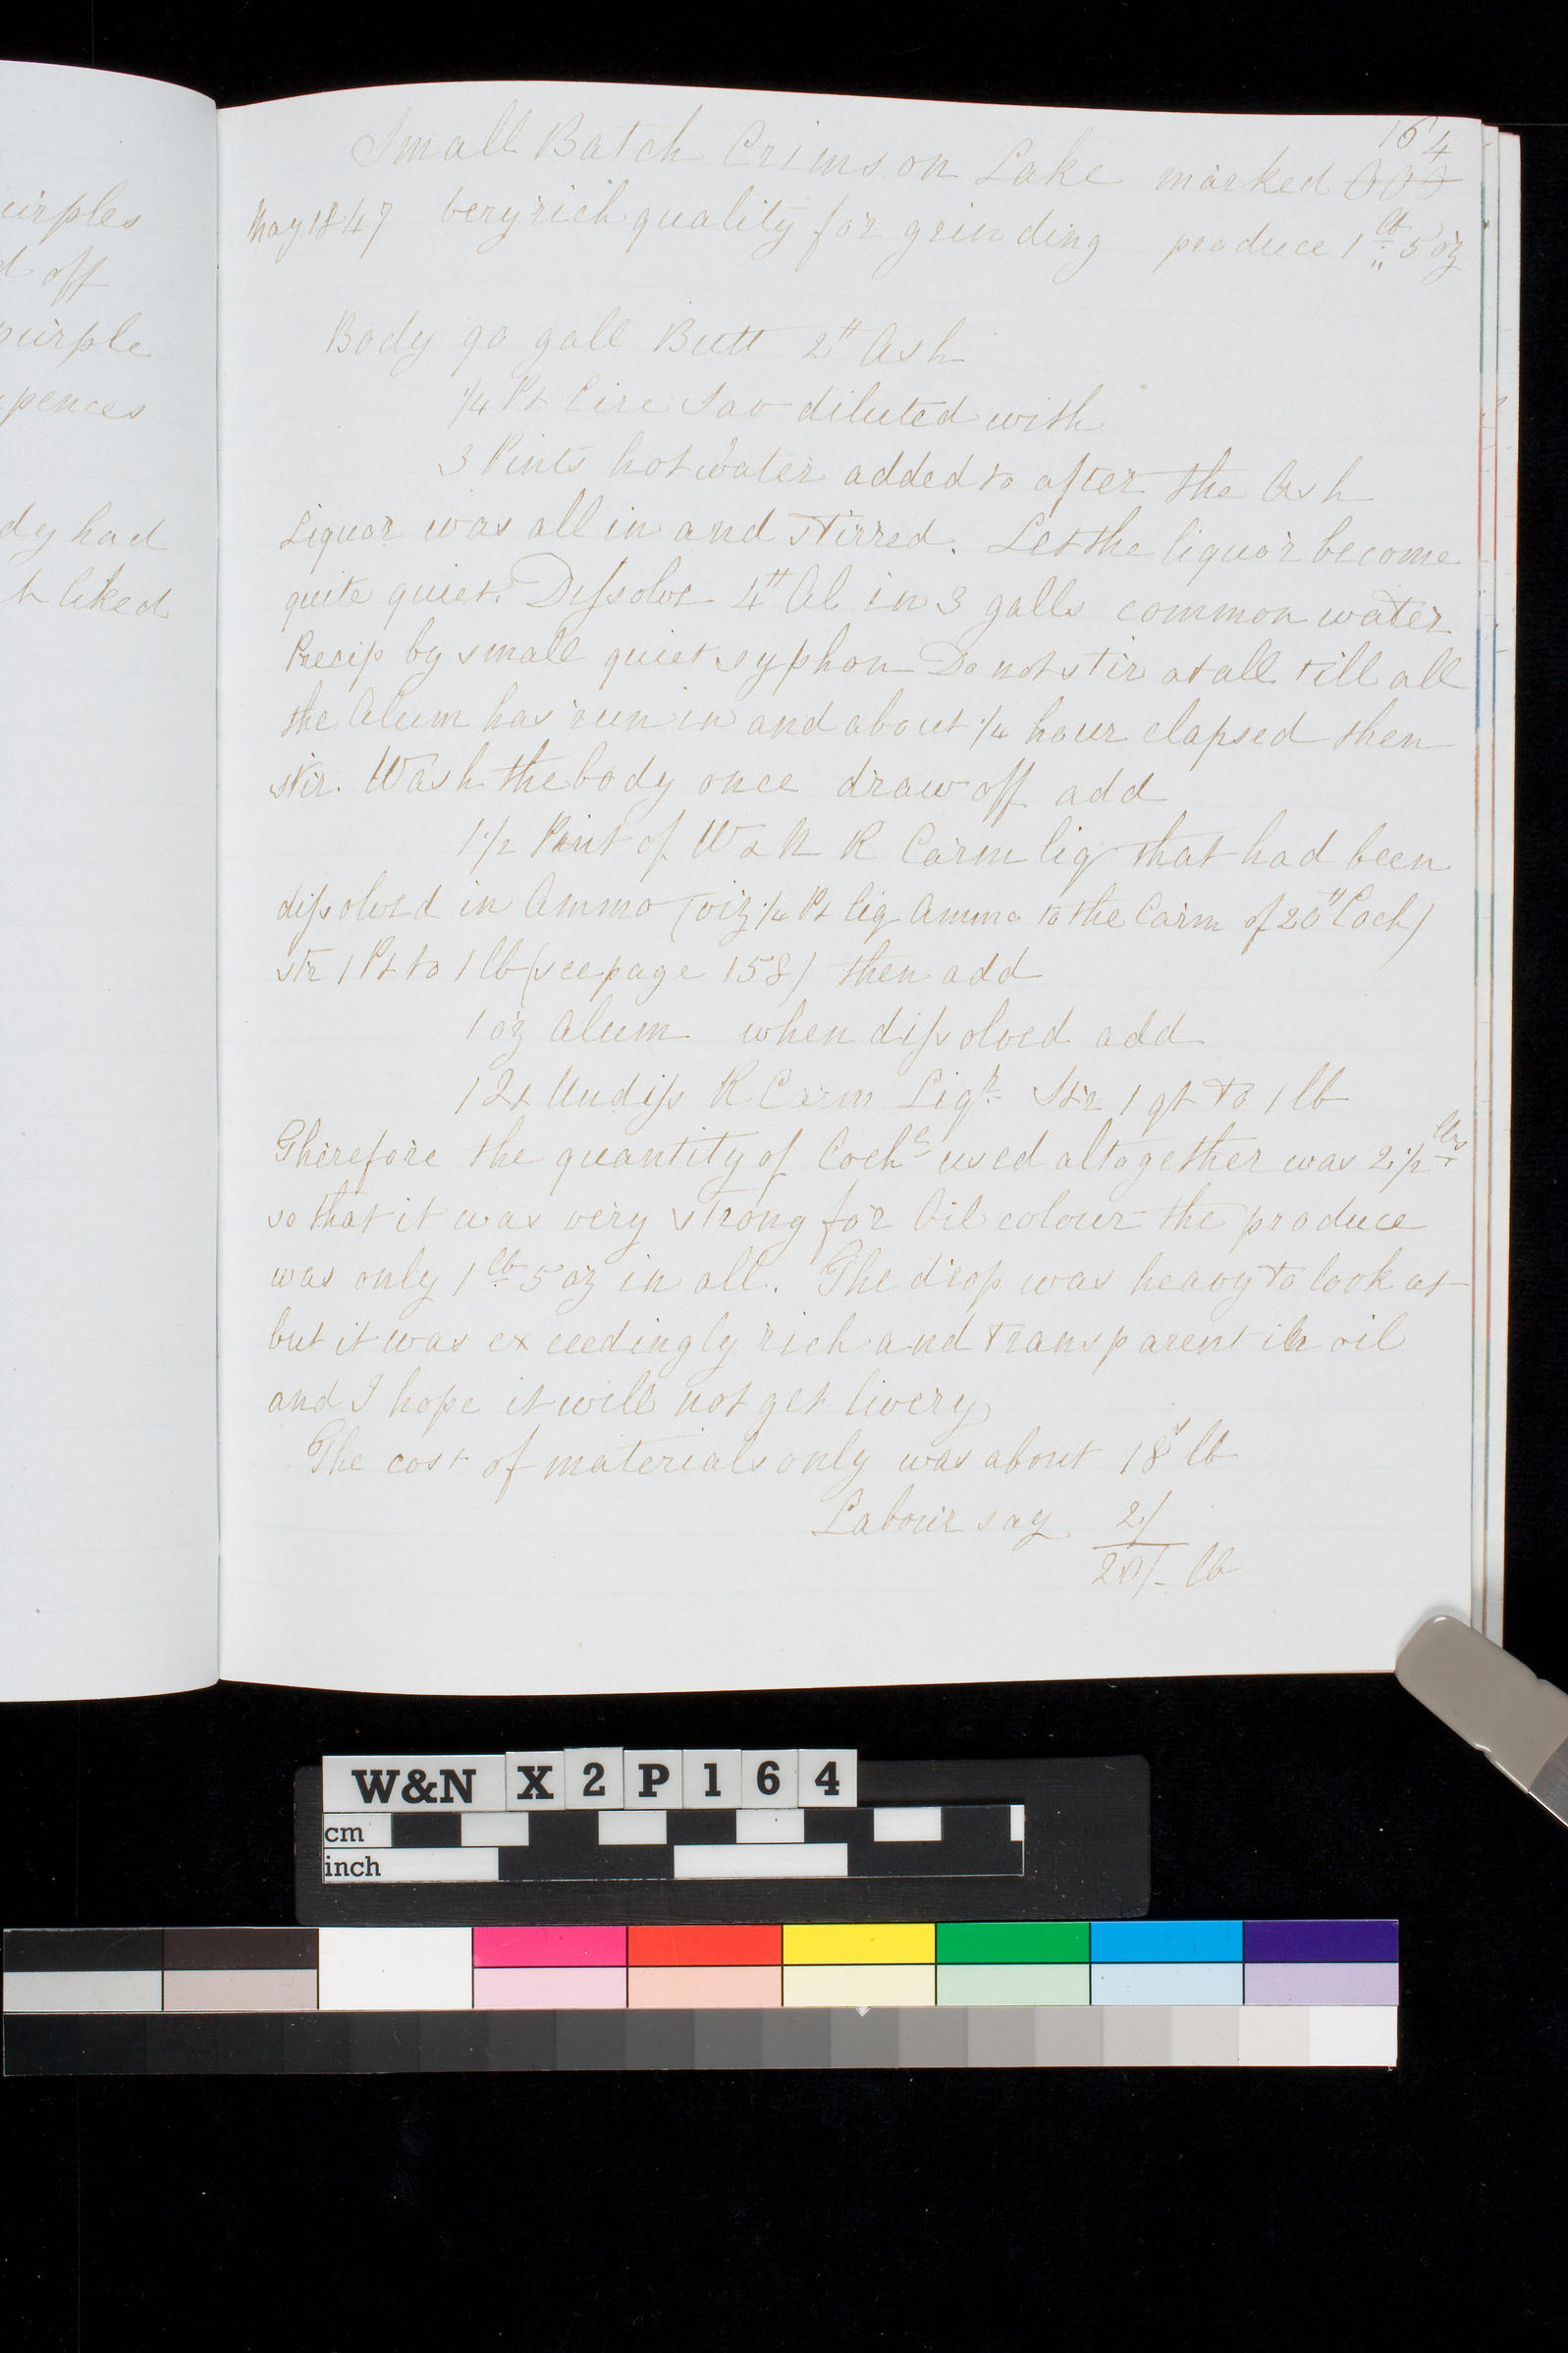 urples
d off
purple
pences
dy had
t liked
164
Small Batch Crimson Lake marked
May 1847 very rich quality for grinding produce 1 lb 5 oz
Body 90 gall Butt 2 lb Ash
1/4 Pt diluted with
3 Pints hot water added to after the Ash
Liquor was all in and stirred. Let the liquor become
quite quiet. Dissolve 4 lb Al in 3 galls common water
Precip by small quiet syphon Do not stir at all till all
the Alum has run in and about 1/4 hour elapsed then
stir. Wash the body once draw off add
1 1/2 Pint of W & N R Carm liq that had been
dissolved in Ammo (viz 1/4 Pt liq Ammo to the Carm of 20 lb Coch)
str 1 Pt to 1 lb (see page 158) then add
1 oz Alum when dissolved add
1 Qt Undiss R Carm Liqr Str 1 qt to 1 lb
Therefore the quantity of Coche used altogether was 2 1/2 lbs
so that it was very strong for Oil colour the produce
was only 1 lb 5 oz in all. The drop was heavy to look at
but it was exceedingly rich and transparent in oil
and I hope it will not get livery
The cost of materials only was about 18s lb
Labour say 2/
20/- lb
W&N X 2 P 1 6 4
cm
inch